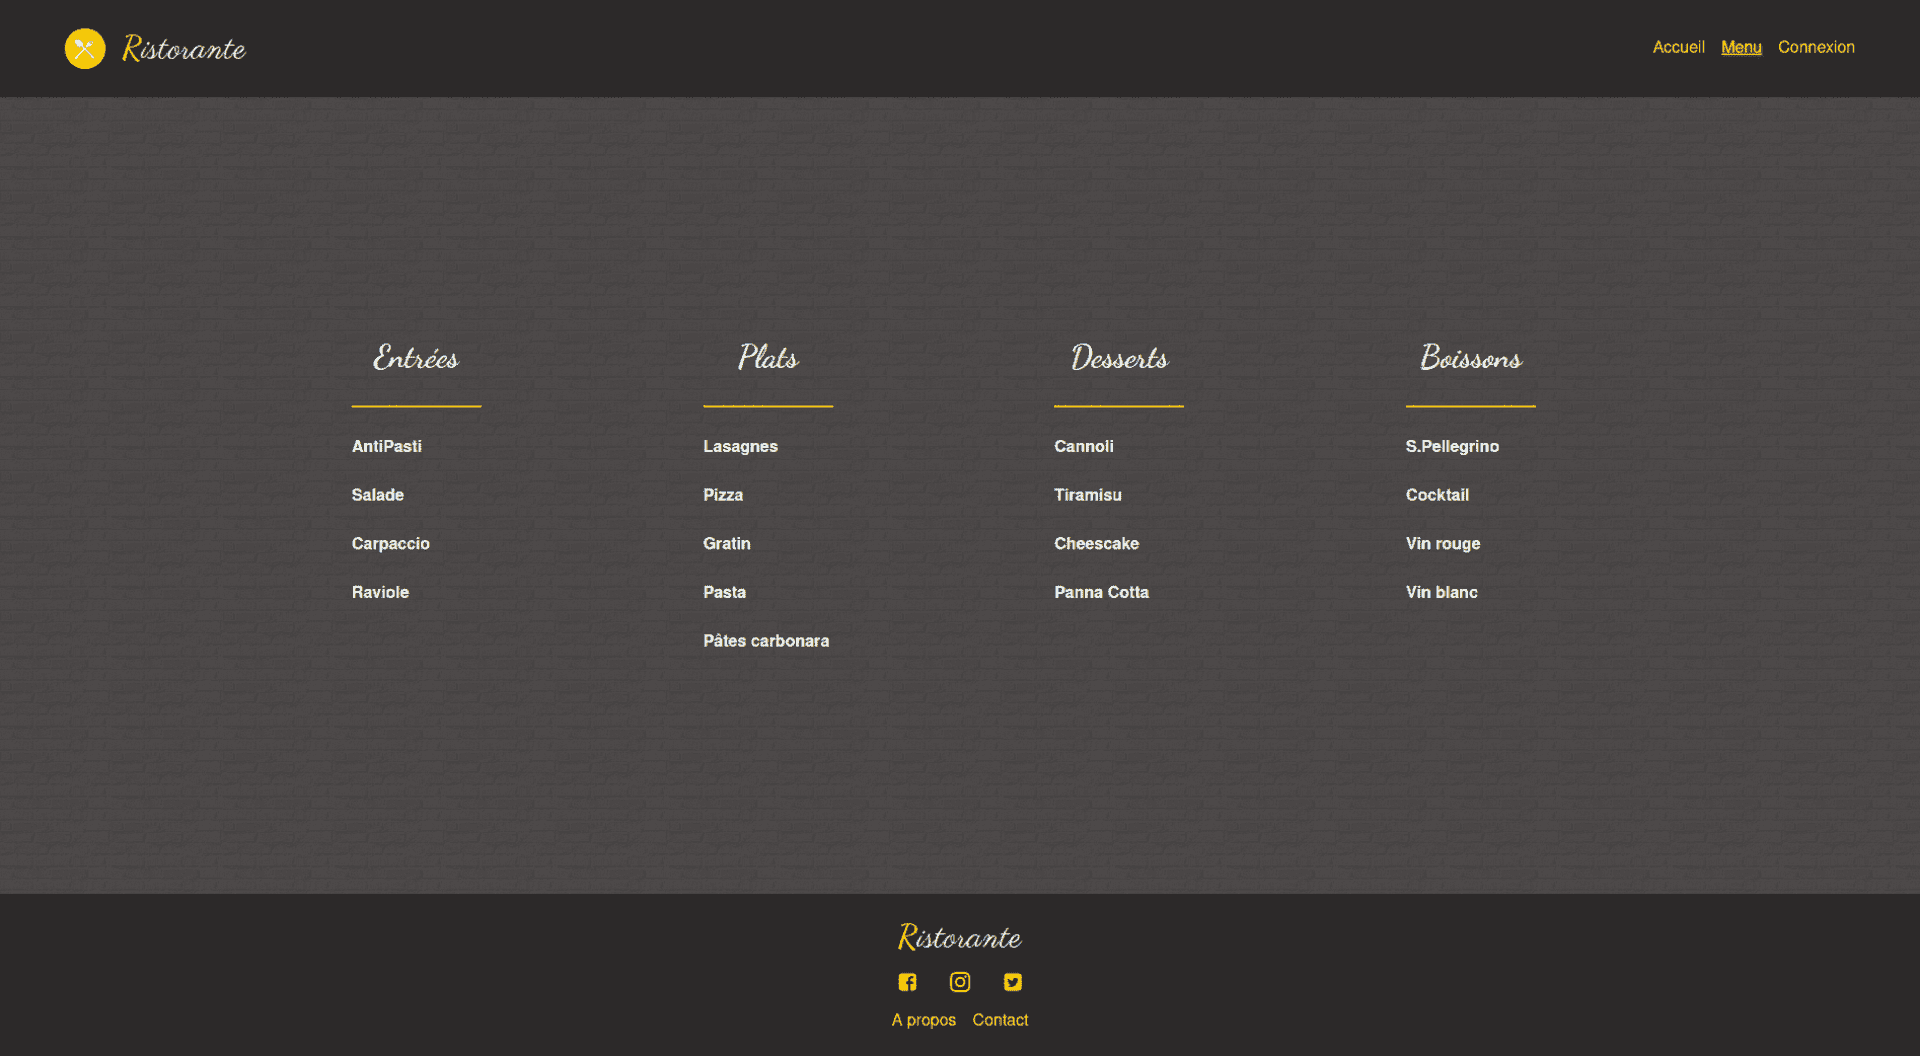 Ristorante
Accueil Menu Connexion
Entrées
AntiPasti
Salade
Carpaccio
Raviole
Plats
Lasagnes
Pizza
Gratin
Pasta
Pâtes carbonara
Desserts
Cannoli
Tiramisu
Cheescake
Panna Cotta
Boissons
S.Pellegrino
Cocktail
Vin rouge
Vin blanc
Ristorante
A propos Contact